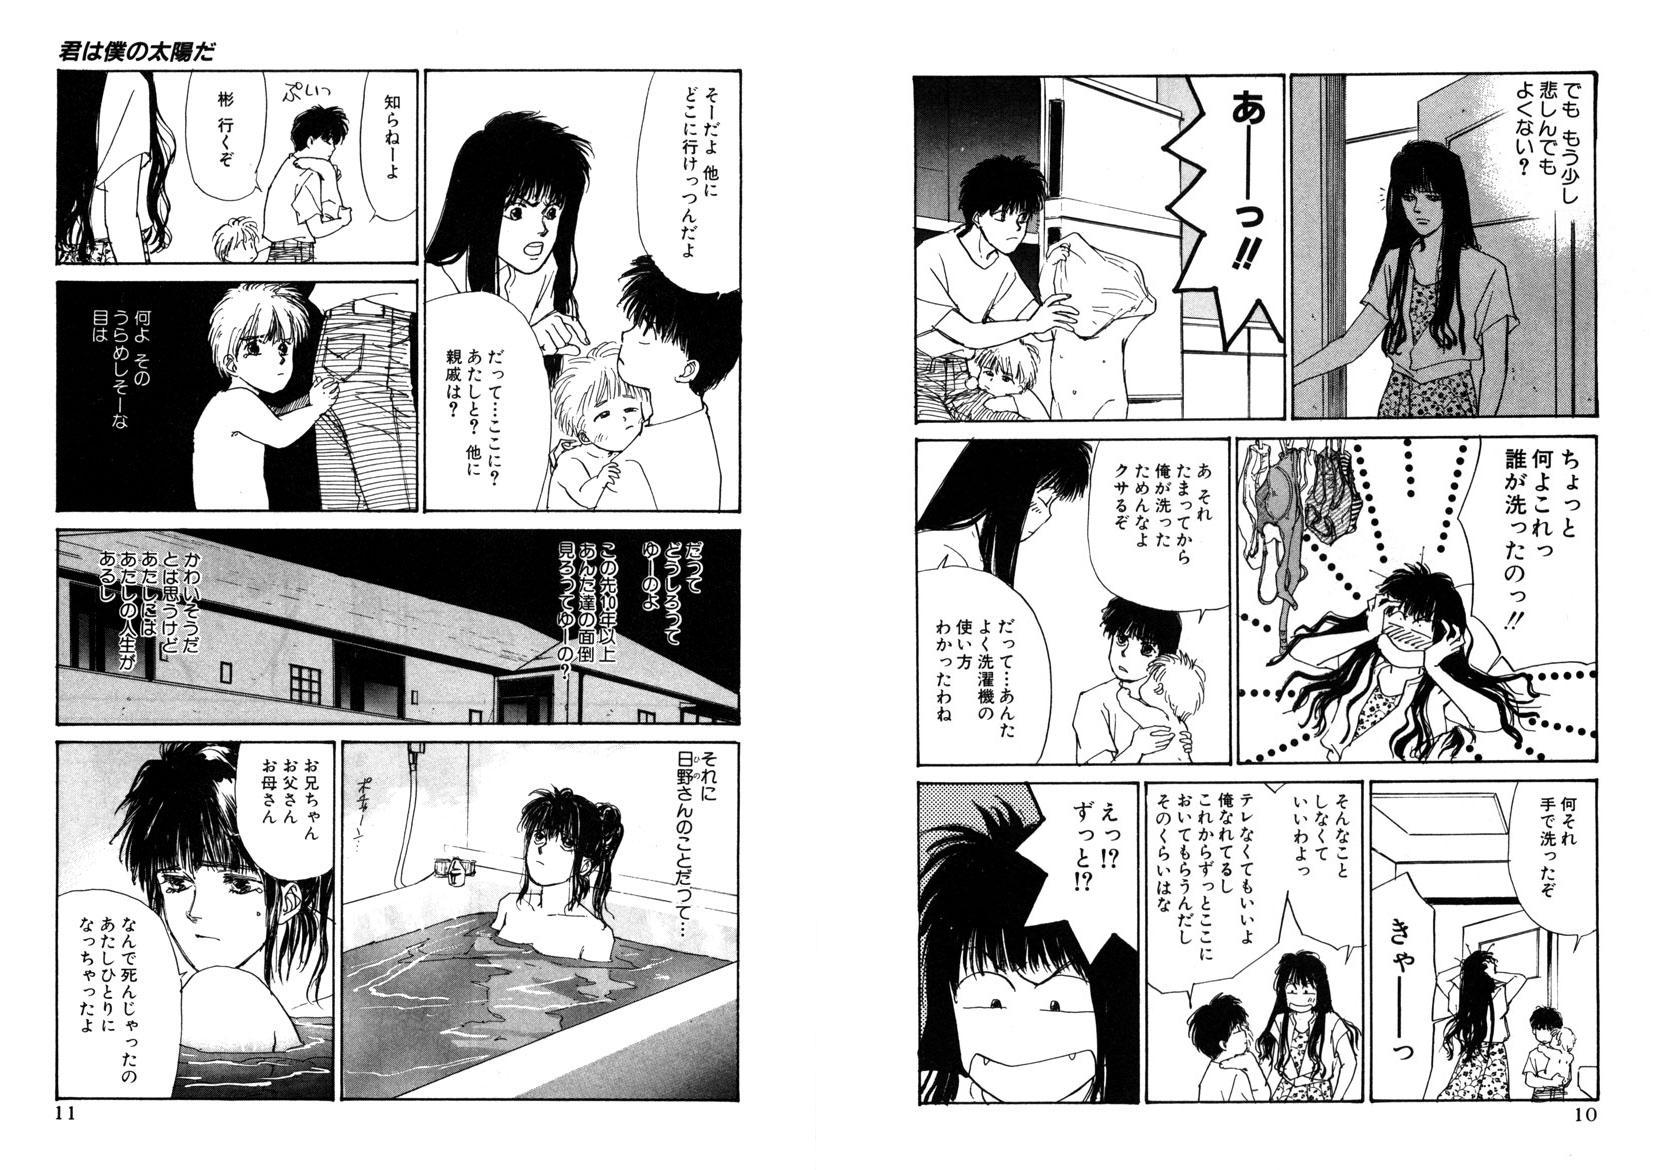 でも もう少し
悲しんでも
よくない？
あーーっ!!
ちょっと
何よこれっ
誰が洗ったのっ!!
あ それ
たまってから
俺が洗った
ためんなよ
クサるぞ
だって…あんた
よく洗濯機の
使い方
わかったわね
何それ
手で洗ったぞ
きゃーーっ
そんなこと
しなくて
いいわよっ
テレなくてもいいよ
俺なれてるし
これからずっとここに
おいてもらうんだし
そのくらいはな
えっ!?
ずっと!?
10
君は僕の太陽だ
そーだよ 他に
どこに行けっつんだよ
だって…ここに？
あたしと？ 他に
親戚は？
知らねーよ
ぷいっ
彬 行くぞ
何よ その
うらめしそーな
目は
だって
どうしろって
ゆーのよ
この先10年以上
あんた達の面倒
見ろってゆーの？
かわいそうだ
とは思うけど
あたしには
あたしの人生が
あるし
それに
日野さんのことだって…
ひの
ポチャーン
お兄ちゃん
お父さん
お母さん
なんで死んじゃったの
あたしひとりに
なっちゃったよ
11